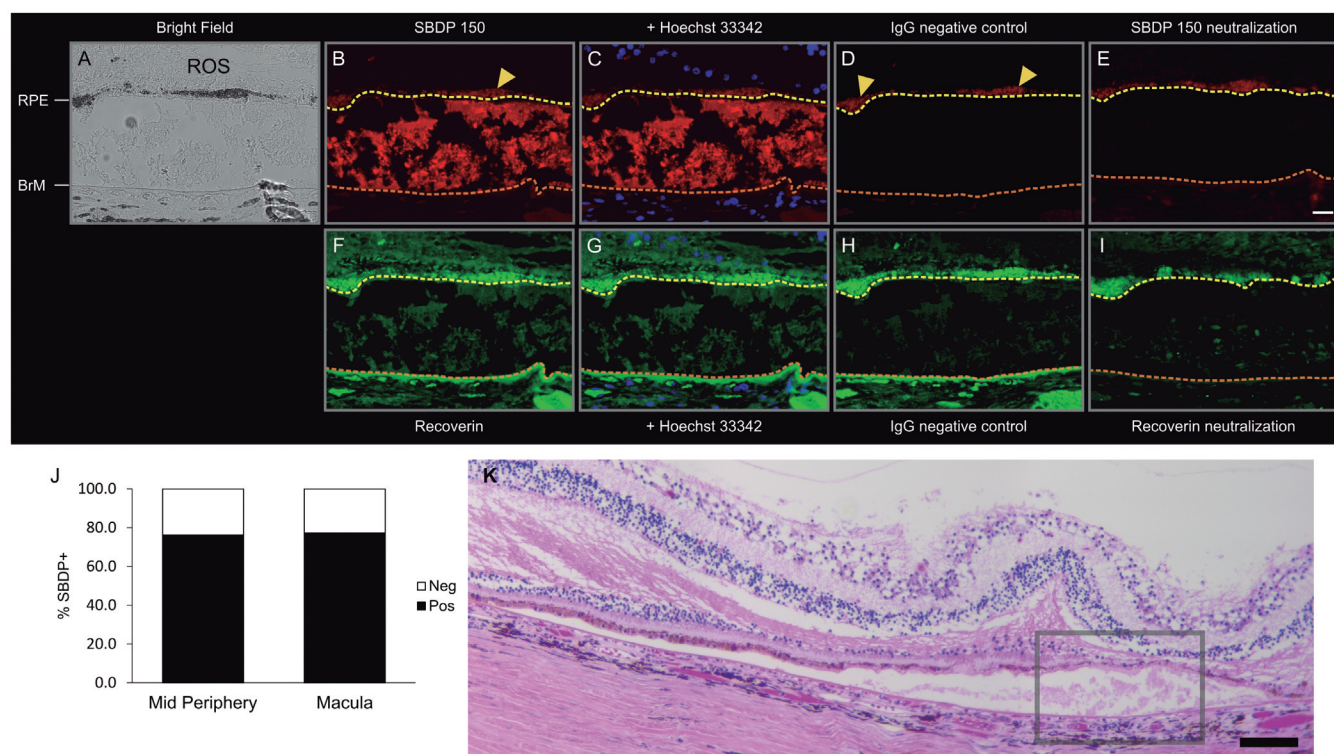 Bright Field
SBDP 150
+ Hoechst 33342
IgG negative control
SBDP 150 neutralization
A
ROS
B
C
D
E
RPE
BrM
F
G
H
I
Recoverin
+ Hoechst 33342
IgG negative control
Recoverin neutralization
J
100.0
80.0
60.0
40.0
20.0
0.0
% SBDP+
Neg
Pos
Mid Periphery
Macula
K